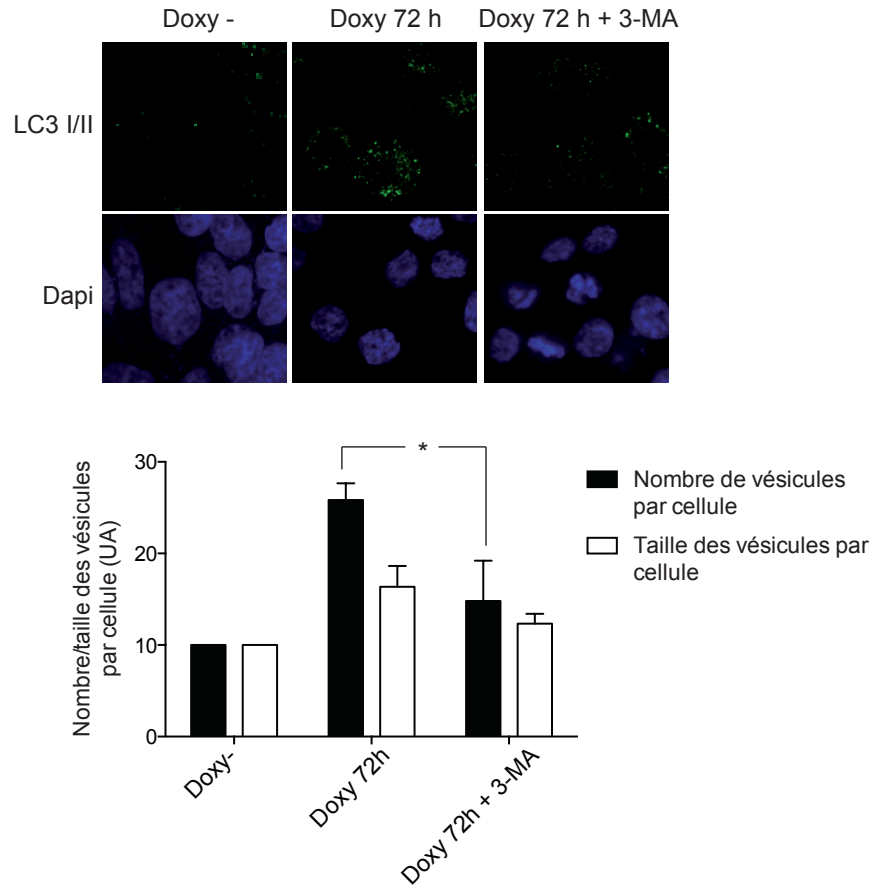 Doxy - Doxy 72 h Doxy 72 h + 3-MA
LC3 I/II
Dapi
Nombre/taille des vésicules
par cellule (UA)
30
20
10
0
*
Doxy-
Doxy 72h
Doxy 72h + 3-MA
Nombre de vésicules
par cellule
Taille des vésicules par
cellule